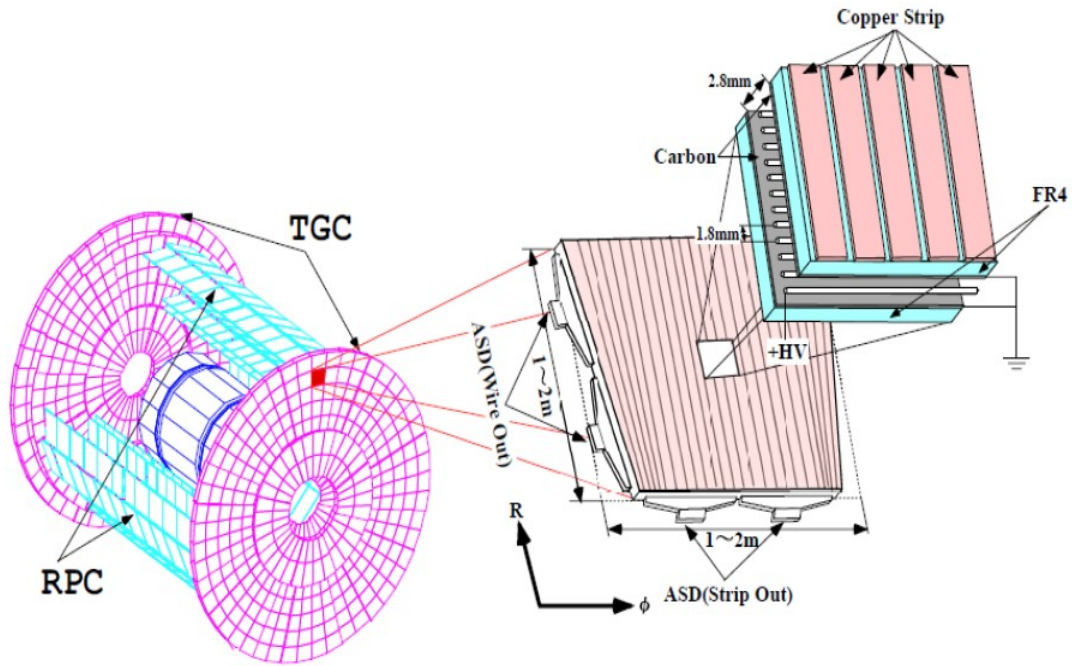 Copper Strip
2.8mm
Carbon
FR4
TGC
1.8mm
+HV
ASD(Wire Out)
1～2m
R
1～2m
RPC
ϕ
ASD(Strip Out)